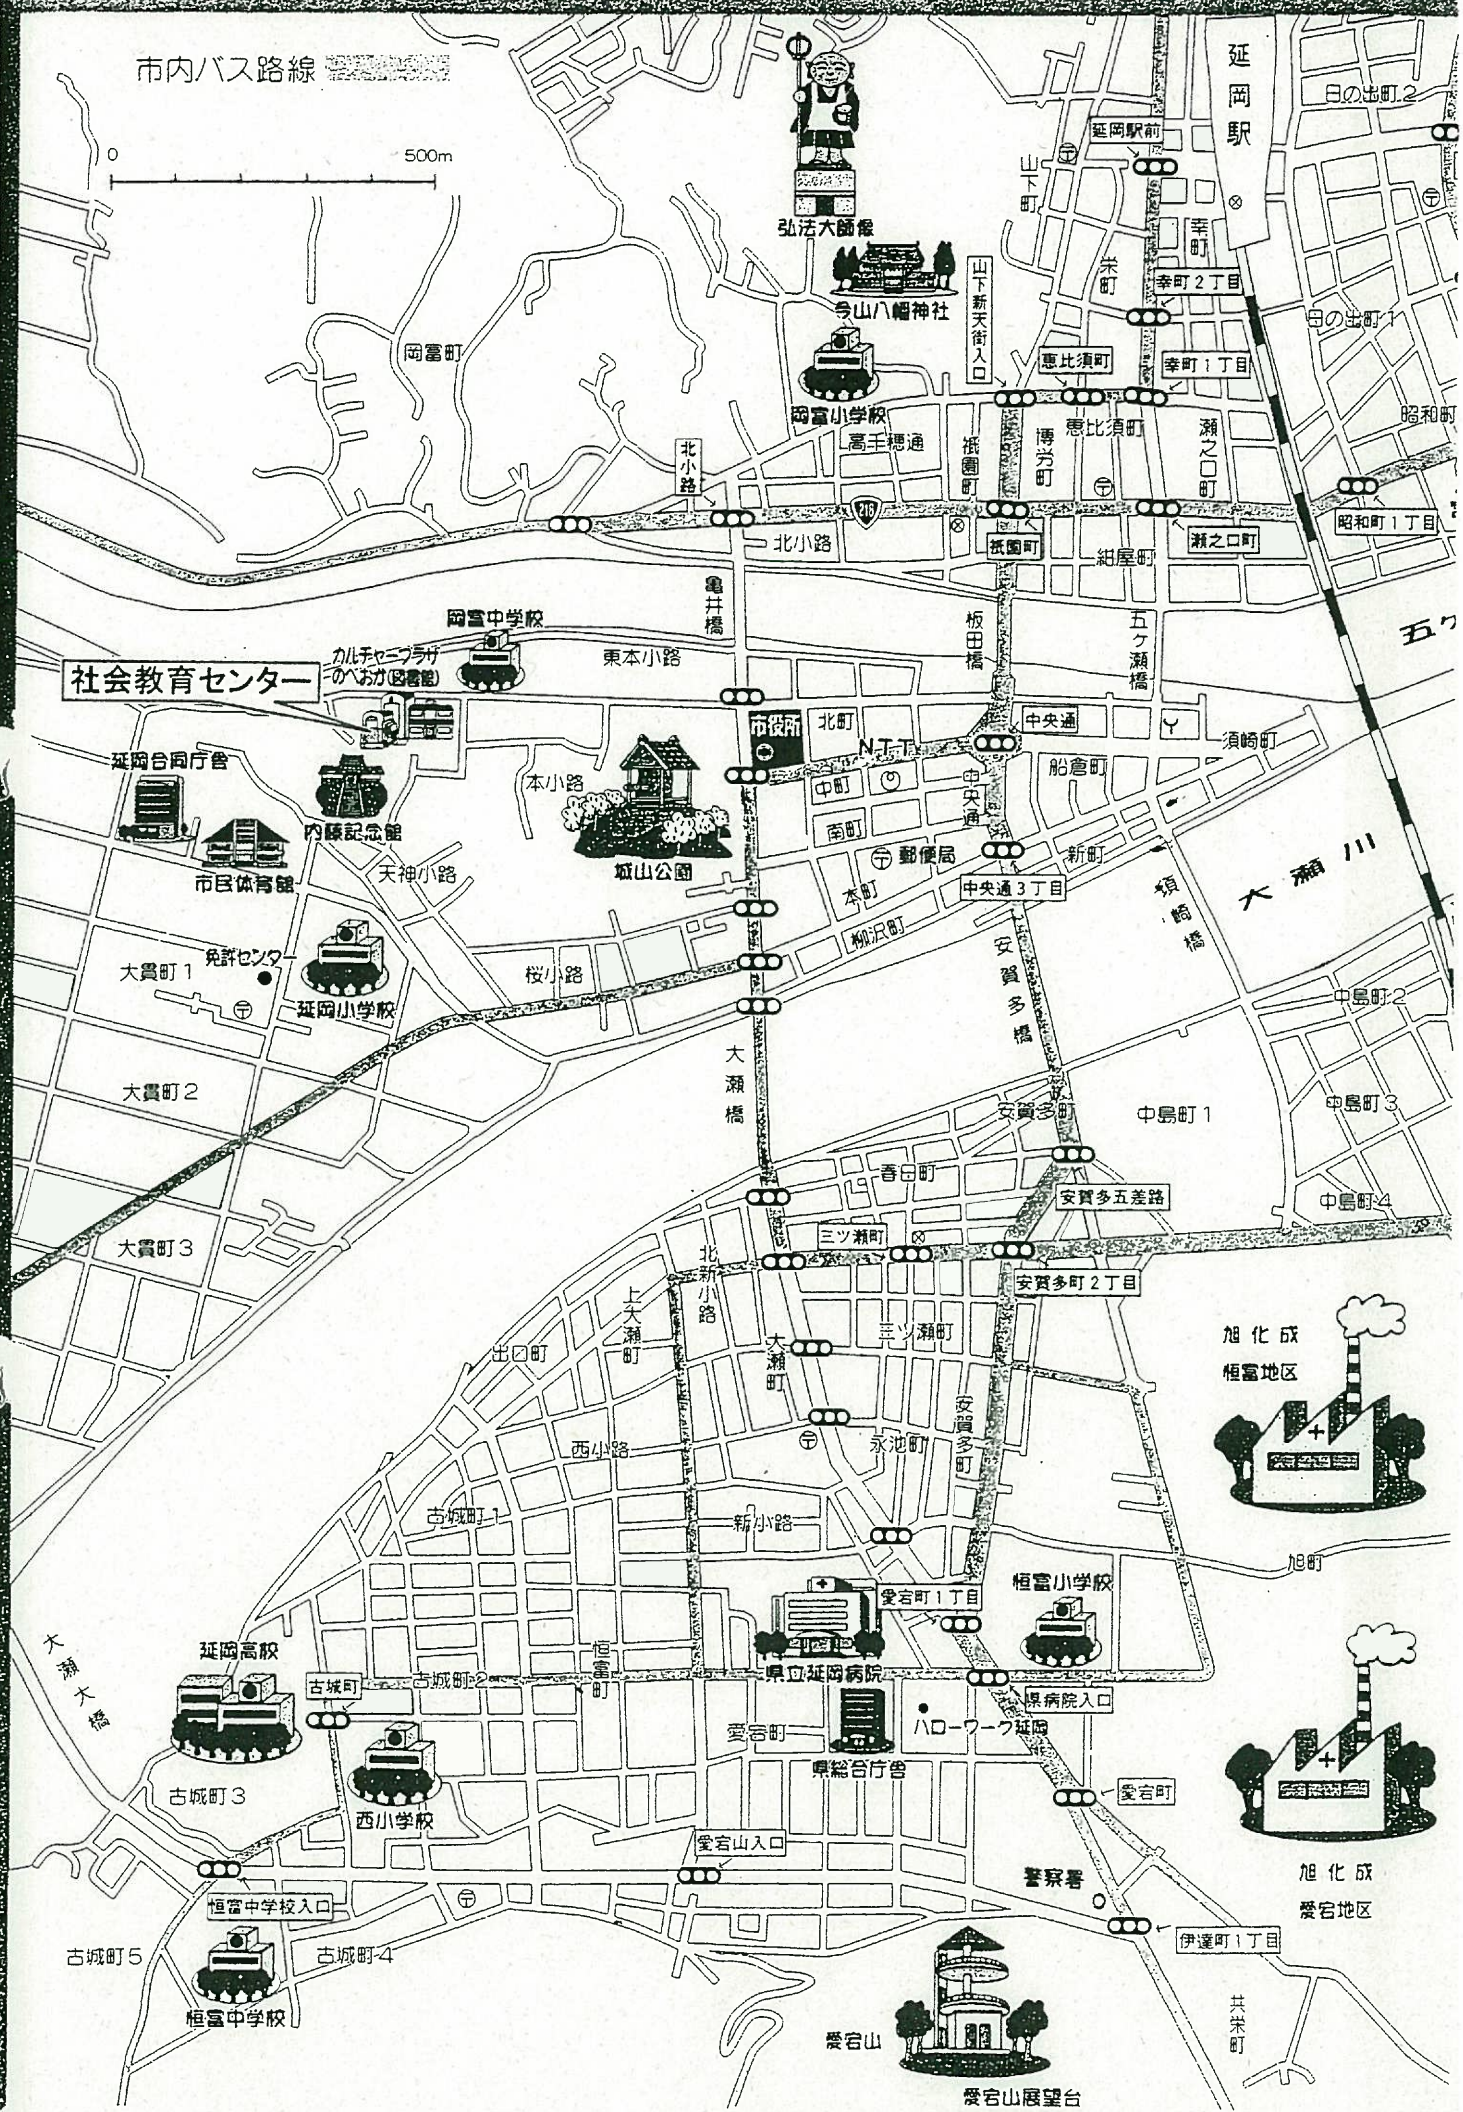 市内バス路線
0 500m
延岡駅
日の出町2
延岡駅前
山下町
幸町
栄町
幸町2丁目
弘法大師像
今山八幡神社
山下新天街入口
日の出町1
岡富町
恵比須町
幸町1丁目
岡富小学校
昭和町
恵比須町
瀬之口町
博労町
祇園町
高千穂通
北小路
218
昭和町1丁目
瀬之口町
祇園町
北小路
紺屋町
亀井橋
板田橋
五ヶ瀬橋
五ケ
岡富中学校
東本小路
カルチャープラザ
のべおか(図書館)
社会教育センター
市役所
北町
中央通
NTT
須崎町
船倉町
延岡合同庁舎
本小路
中町
中央通
内藤記念館
南町
市民体育館
天神小路
城山公園
郵便局
新町
大瀬川
中央通3丁目
本町
須崎橋
柳沢町
安賀多橋
免許センター
大貫町1
桜小路
延岡小学校
中島町2
大瀬橋
大貫町2
安賀多町
中島町1
中島町3
春日町
安賀多五差路
中島町4
大貫町3
三ツ瀬町
北新小路
安賀多町2丁目
上大瀬町
旭化成
恒富地区
出口町
大瀬町
三ツ瀬町
安賀多町
西小路
永池町
古城町1
新小路
旭町
恒富小学校
愛宕町1丁目
大瀬大橋
延岡高校
恒富町
県立延岡病院
古城町
古城町2
県病院入口
ハローワーク延岡
愛宕町
県総合庁舎
古城町3
西小学校
愛宕町
愛宕山入口
警察署
旭化成
愛宕地区
恒富中学校入口
伊達町1丁目
古城町5
古城町4
恒富中学校
共栄町
愛宕山
愛宕山展望台